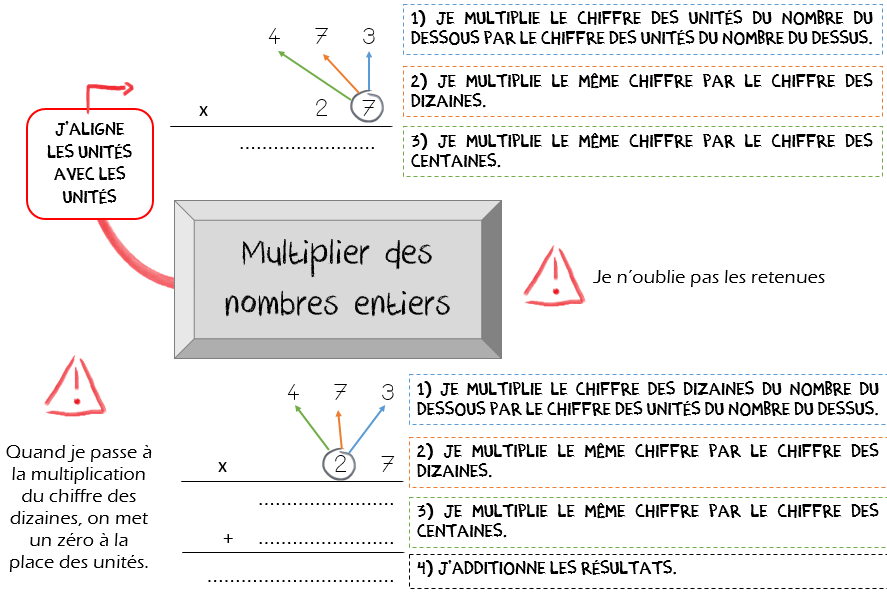 1) JE MULTIPLIE LE CHIFFRE DES UNITÉS DU NOMBRE DU
DESSOUS PAR LE CHIFFRE DES UNITÉS DU NOMBRE DU DESSUS.
4 7 3
2) JE MULTIPLIE LE MÊME CHIFFRE PAR LE CHIFFRE DES
DIZAINES.
x 2 7
3) JE MULTIPLIE LE MÊME CHIFFRE PAR LE CHIFFRE DES
CENTAINES.
........................
J'ALIGNE
LES UNITÉS
AVEC LES
UNITÉS
Multiplier des
nombres entiers
Je n'oublie pas les retenues
Quand je passe à
la multiplication
du chiffre des
dizaines, on met
un zéro à la
place des unités.
4 7 3
x 2 7
........................
+ ........................
.................................
1) JE MULTIPLIE LE CHIFFRE DES DIZAINES DU NOMBRE DU
DESSOUS PAR LE CHIFFRE DES UNITÉS DU NOMBRE DU DESSUS.
2) JE MULTIPLIE LE MÊME CHIFFRE PAR LE CHIFFRE DES
DIZAINES.
3) JE MULTIPLIE LE MÊME CHIFFRE PAR LE CHIFFRE DES
CENTAINES.
4) J'ADDITIONNE LES RÉSULTATS.